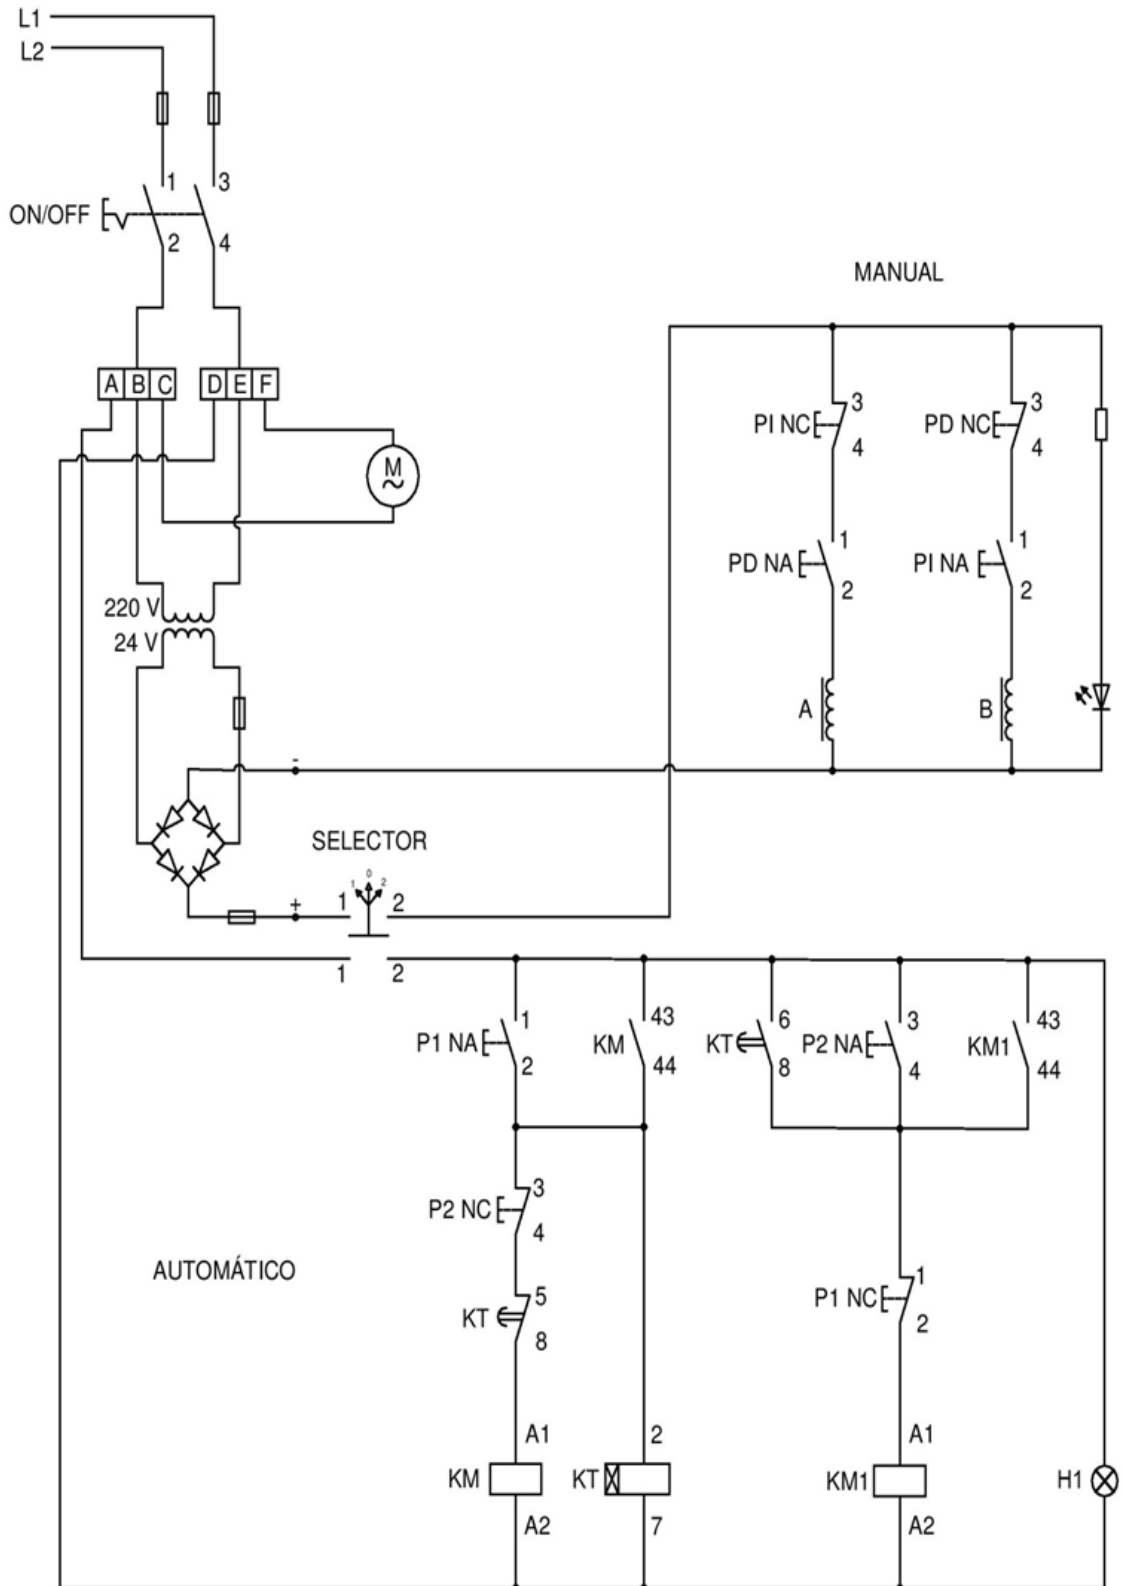 L1
L2
1
3
ON/OFF
2
4
MANUAL
A B C
D E F
3
3
PI NC
PD NC
4
4
M
~
1
1
PD NA
PI NA
2
2
220 V
24 V
A
B
-
SELECTOR
1
0
2
+
1
2
1
2
1
43
6
3
43
P1 NA
KM
KT
P2 NA
KM1
2
44
8
4
44
3
P2 NC
4
AUTOMÁTICO
5
KT
8
1
P1 NC
2
A1
2
A1
KM
KT
KM1
H1
A2
7
A2